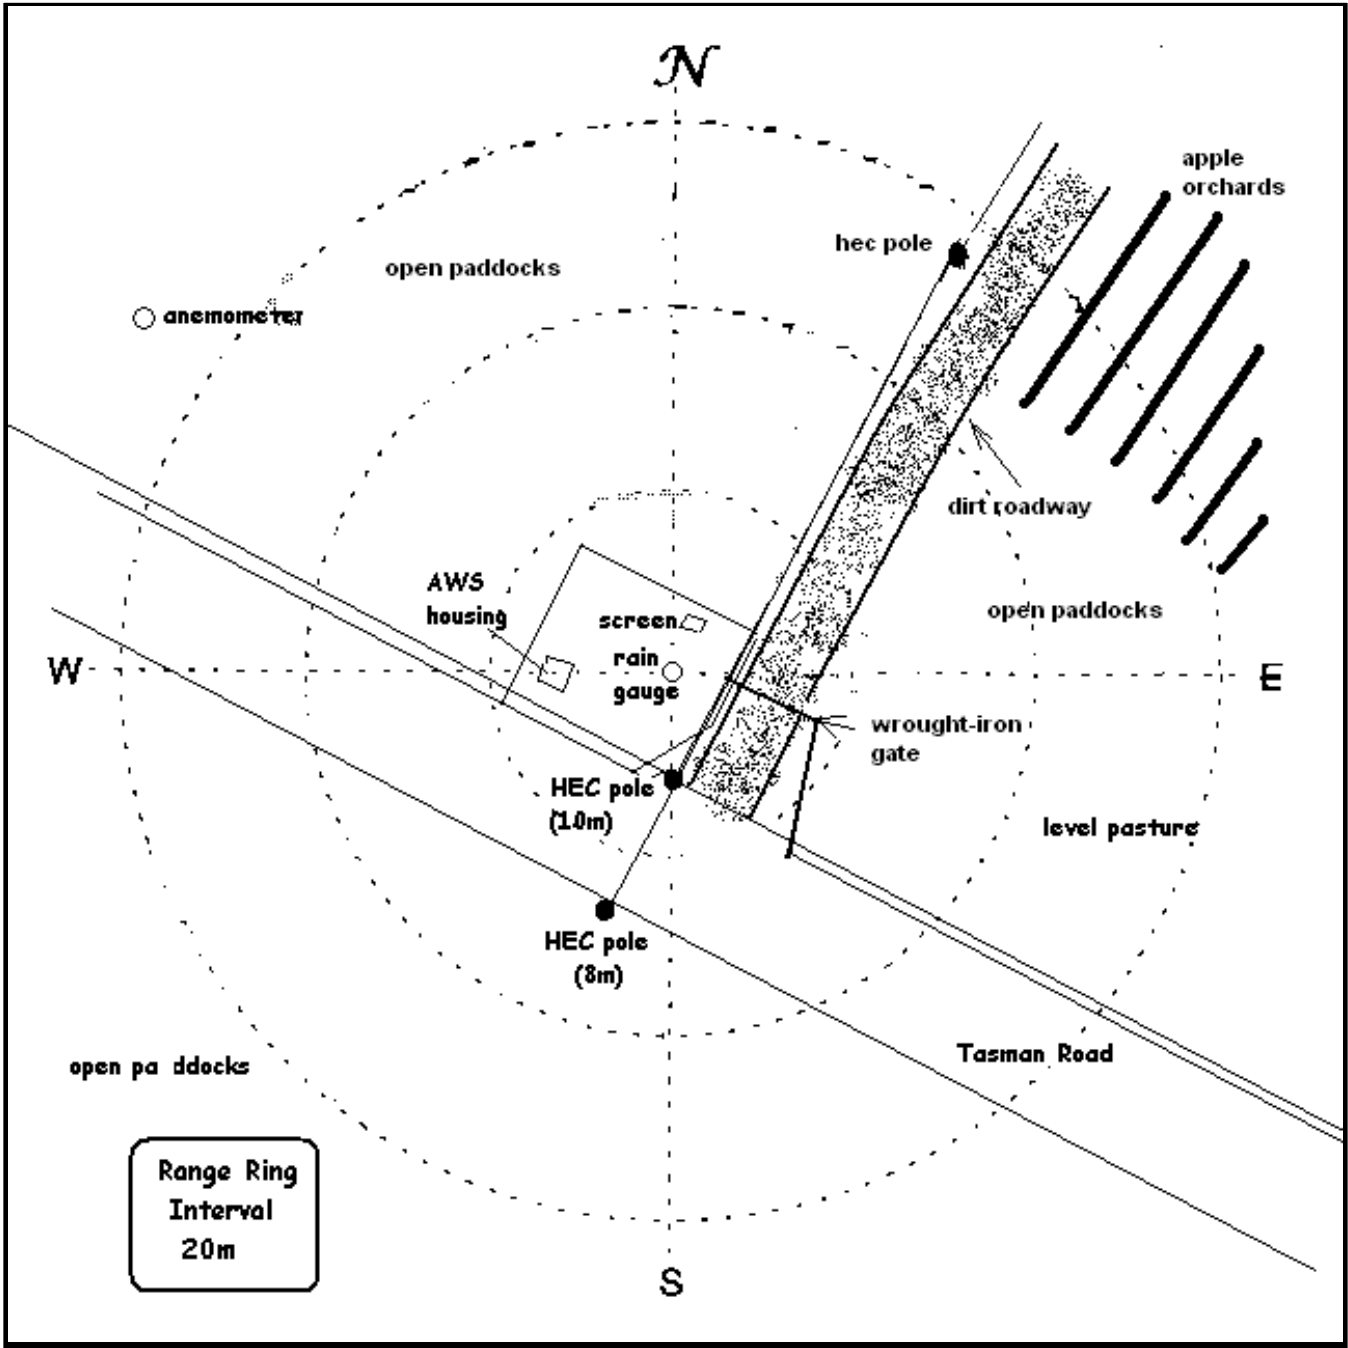 N
apple
orchards
hec pole
open paddocks
anemometer
dirt roadway
AWS
housing
screen
open paddocks
rain
gauge
W
E
wrought-iron
gate
HEC pole
(10m)
level pasture
HEC pole
(8m)
Tasman Road
open pa ddocks
Range Ring
Interval
20m
S